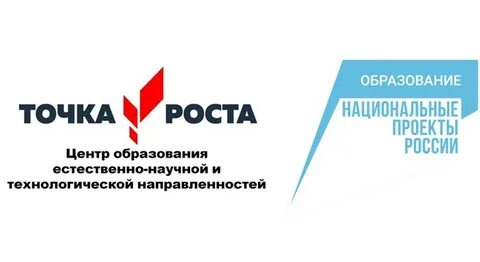 ТОЧКА РОСТА
Центр образования
естественно-научной и
технологической направленностей
ОБРАЗОВАНИЕ
НАЦИОНАЛЬНЫЕ
ПРОЕКТЫ
РОССИИ